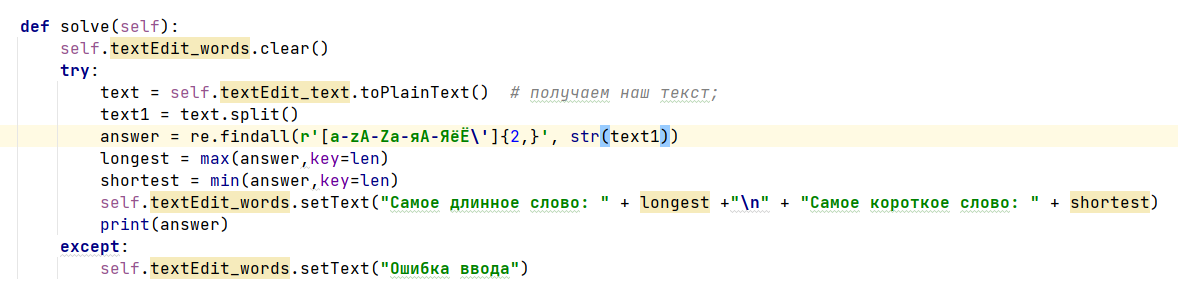 def solve(self):
    self.textEdit_words.clear()
    try:
        text = self.textEdit_text.toPlainText()  # получаем наш текст;
        text1 = text.split()
        answer = re.findall(r'[a-zA-Zа-яА-ЯёЁ\']{2,}', str(text1))
        longest = max(answer,key=len)
        shortest = min(answer,key=len)
        self.textEdit_words.setText("Самое длинное слово: " + longest +"\n" + "Самое короткое слово: " + shortest)
        print(answer)
    except:
        self.textEdit_words.setText("Ошибка ввода")